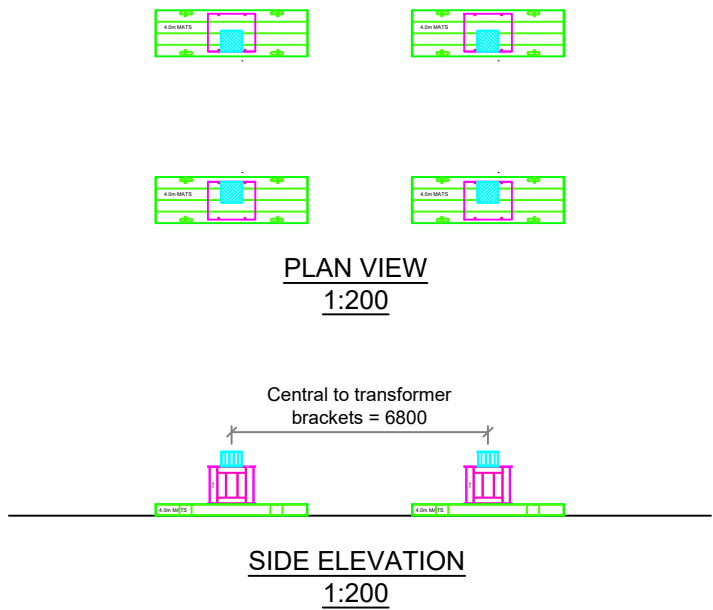 4.0m MATS
4.0m MATS
4.0m MATS
4.0m MATS
PLAN VIEW
1:200
Central to transformer
brackets = 6800
4.0m MATS
4.0m MATS
SIDE ELEVATION
1:200